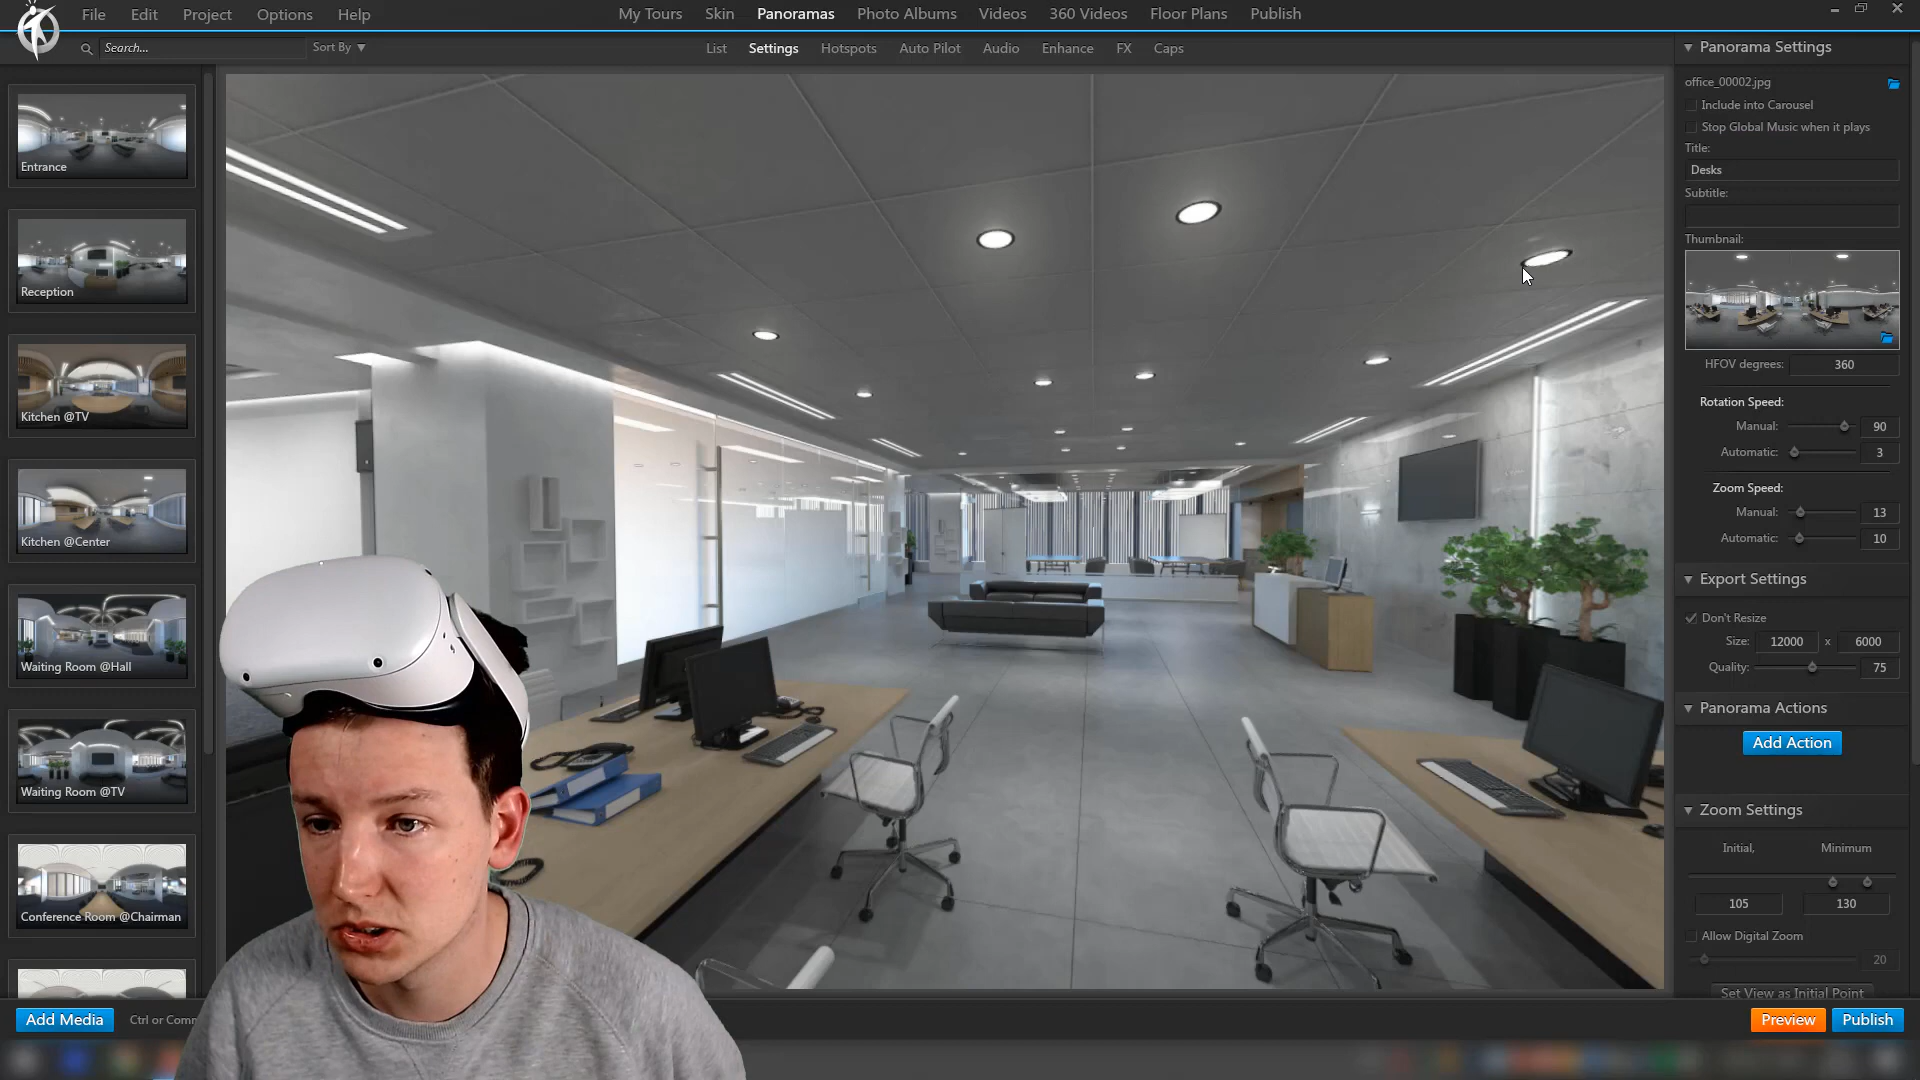 File Edit Project Options Help
My Tours Skin Panoramas Photo Albums Videos 360 Videos Floor Plans Publish
Search... Sort By ▼
List Settings Hotspots Auto Pilot Audio Enhance FX Caps
Entrance
Reception
Kitchen @TV
Kitchen @Center
Waiting Room @Hall
Waiting Room @TV
Conference Room @Chairman
Add Media Ctrl or Comm
Panorama Settings
office_00002.jpg
Include into Carousel
Stop Global Music when it plays
Title:
Desks
Subtitle:
Thumbnail:
HFOV degrees: 360
Rotation Speed:
Manual: 90
Automatic: 3
Zoom Speed:
Manual: 13
Automatic: 10
Export Settings
Don't Resize
Size: 12000 x 6000
Quality: 75
Panorama Actions
Add Action
Zoom Settings
Initial, Minimum
105 130
Allow Digital Zoom
20
Set View as Initial Point
Preview Publish